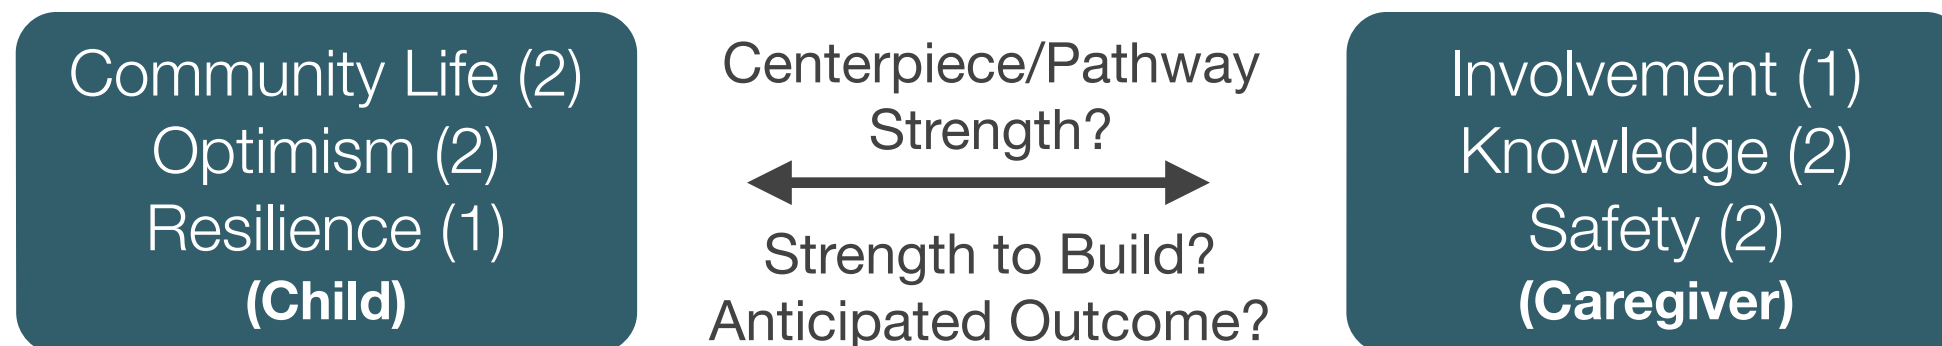 Community Life (2)
Optimism (2)
Resilience (1)
(Child)
Centerpiece/Pathway
Strength?
Strength to Build?
Anticipated Outcome?
Involvement (1)
Knowledge (2)
Safety (2)
(Caregiver)